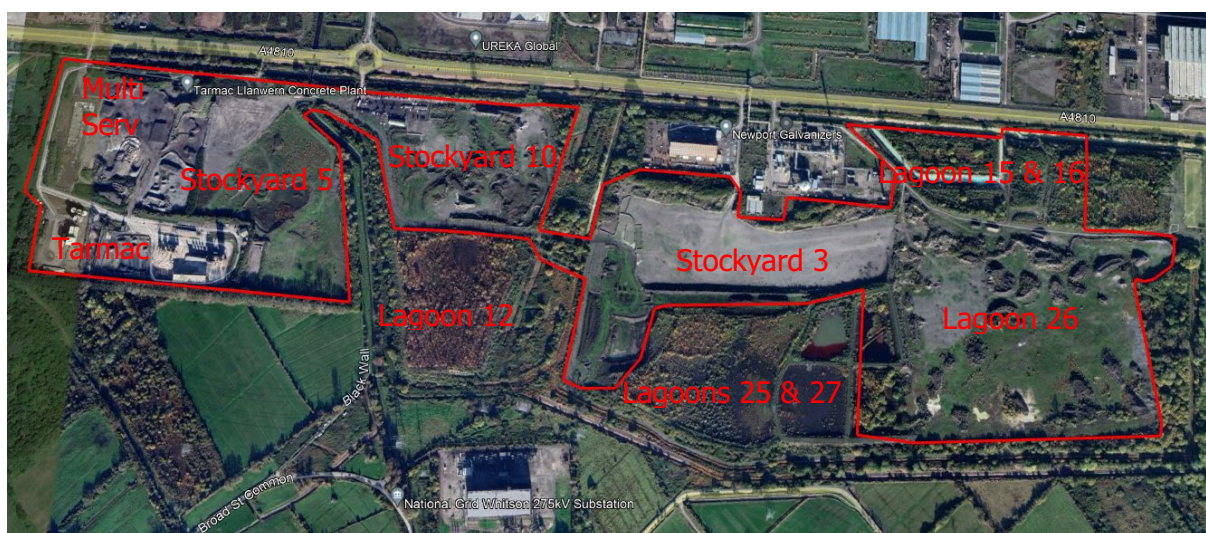 A4810
UREKA Global
Multi
Serv
Tarmac Llanwern Concrete Plant
A4810
Newport Galvanizers
Stockyard 10
Stockyard 5
Lagoon 15 & 16
Tarmac
Stockyard 3
Lagoon 12
Lagoon 26
Black Wall
Lagoons 25 & 27
Broad St Common
National Grid Whitson 275kV Substation